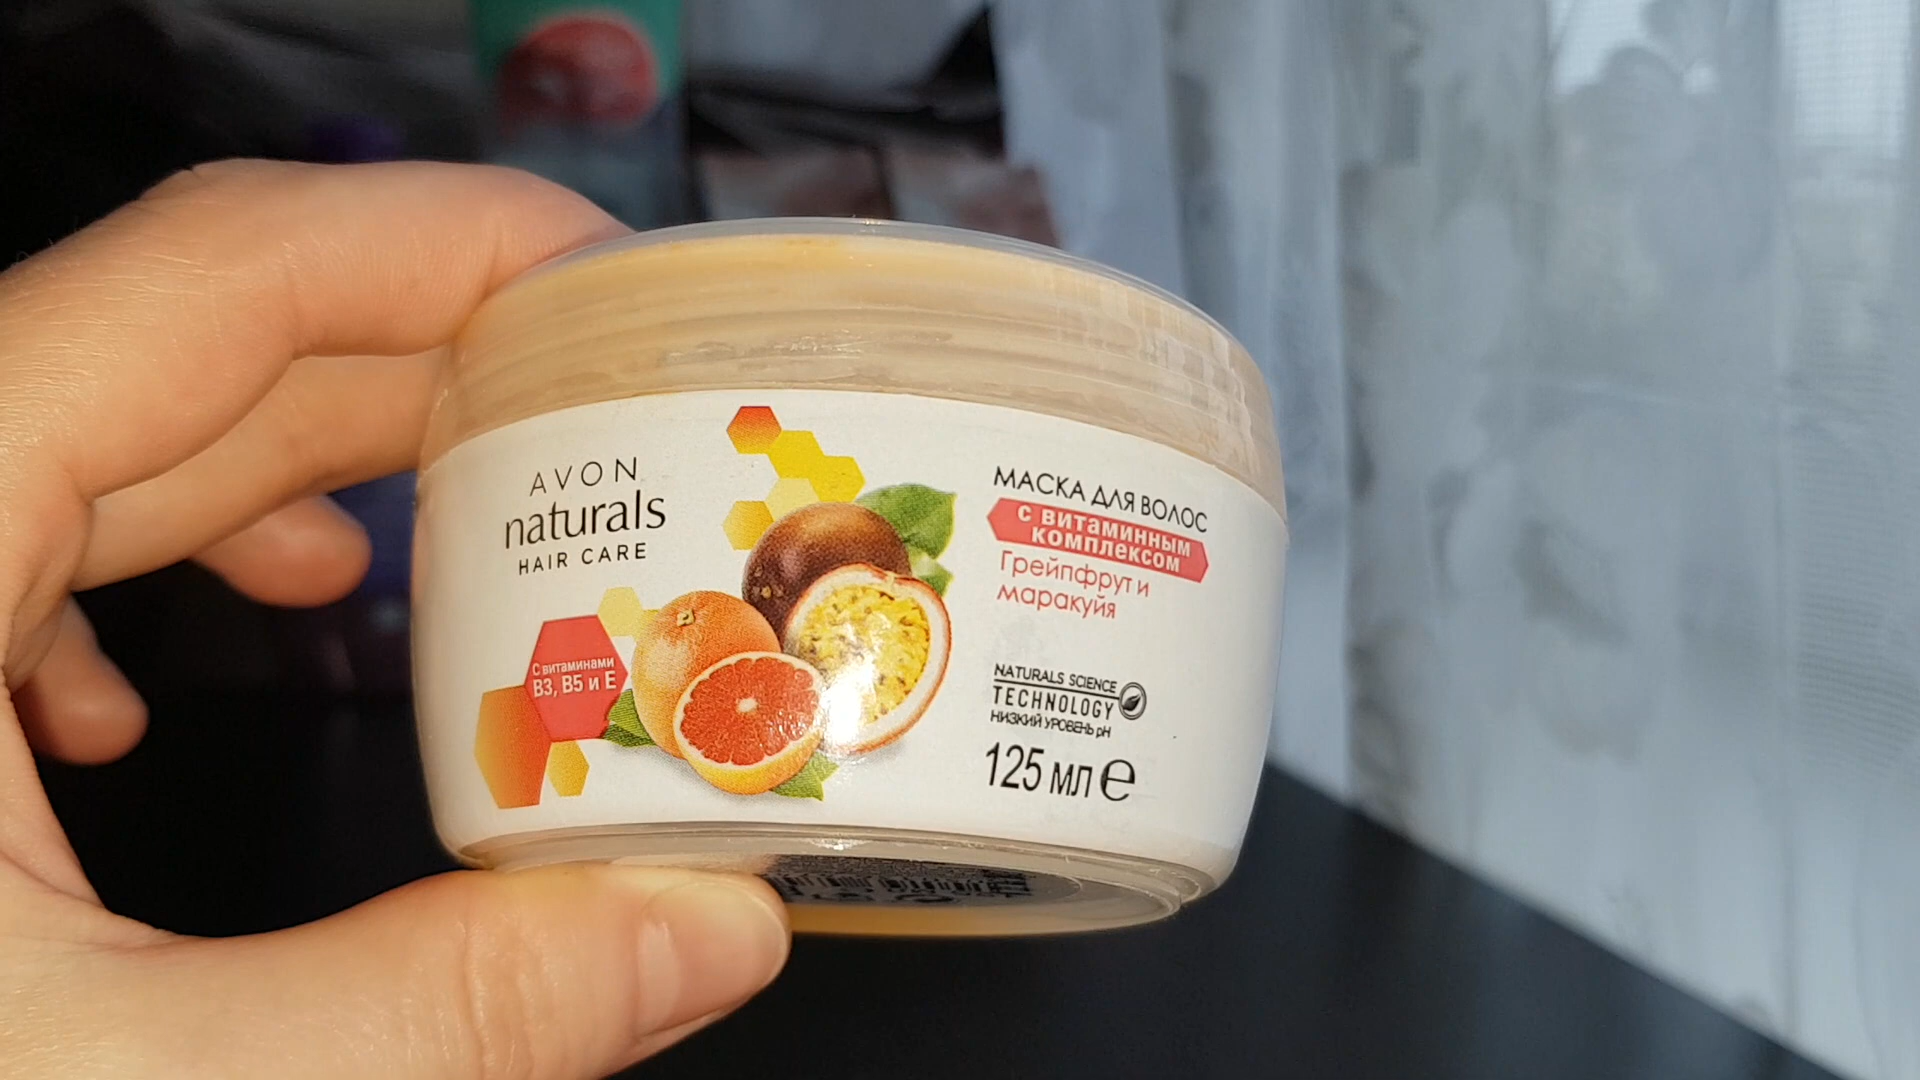 AVON
naturals
HAIR CARE
С витаминами
B3, B5 и E
МАСКА ДЛЯ ВОЛОС
с витаминным
комплексом
Грейпфрут и
маракуйя
NATURALS SCIENCE
TECHNOLOGY
НИЗКИЙ УРОВЕНЬ pH
125 мл e